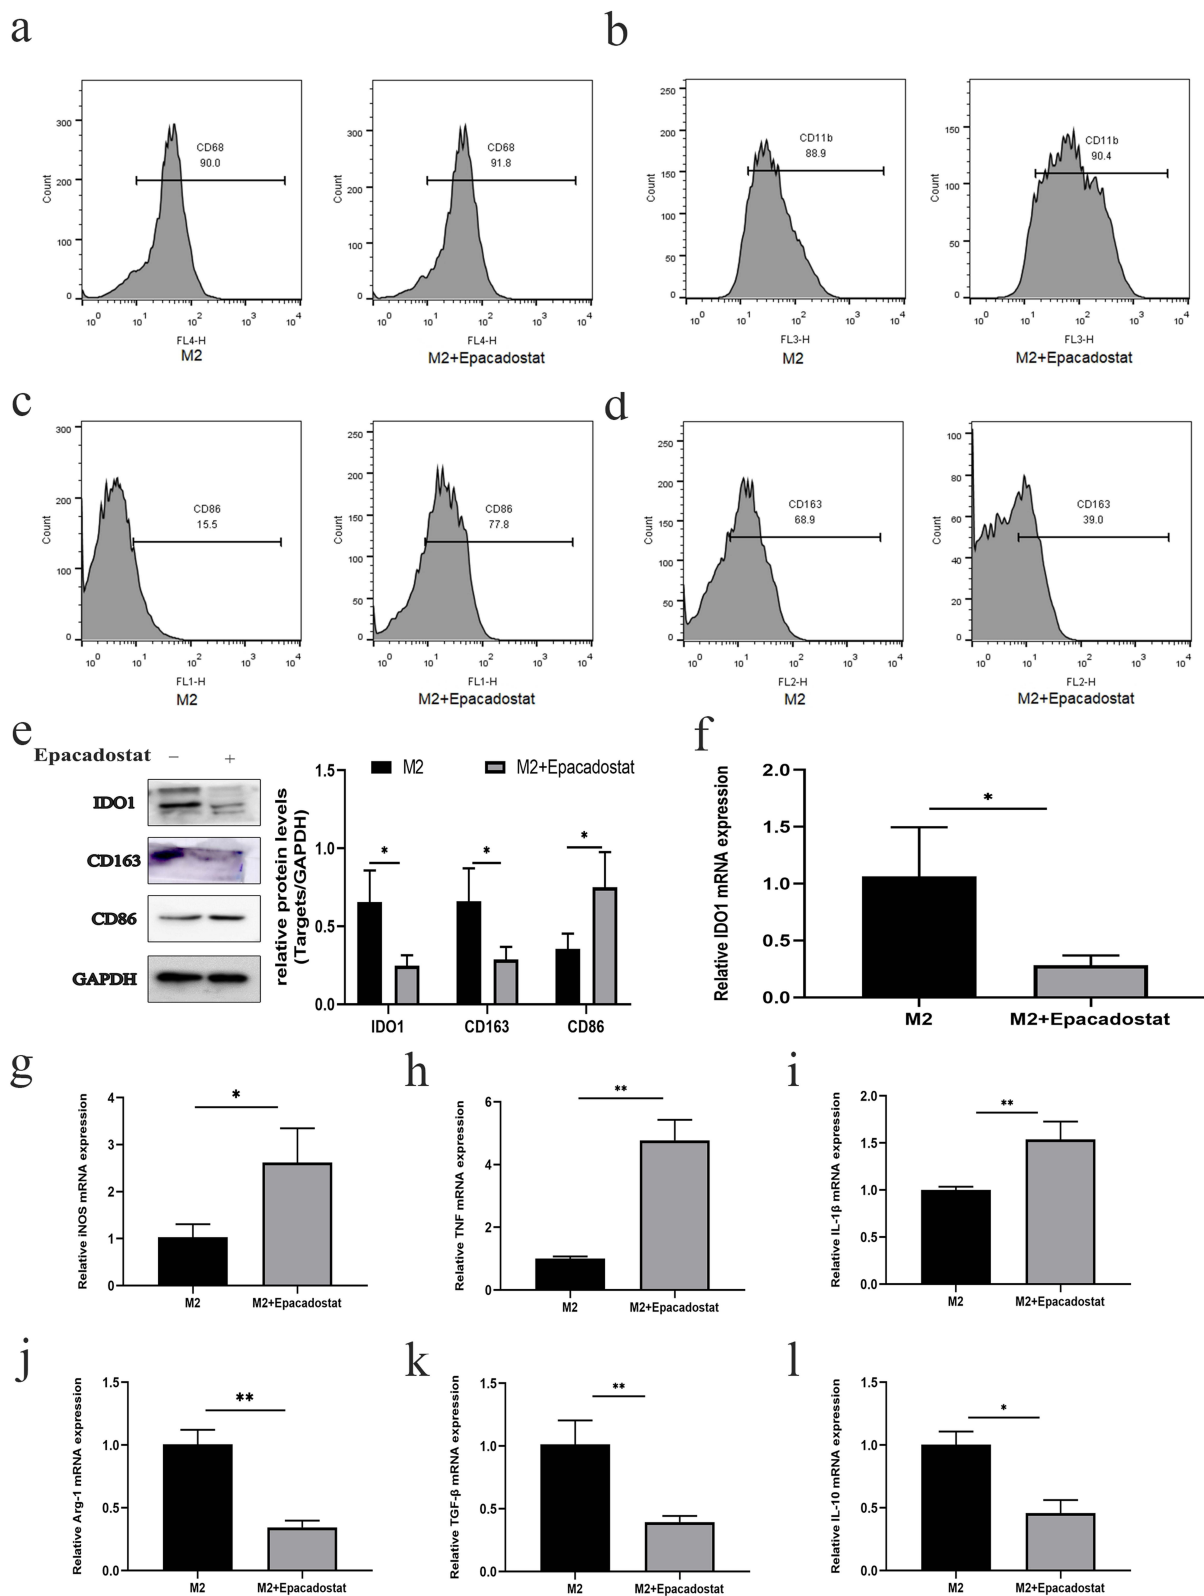 a
b
300
200
100
0
Count
CD68
90.0
10^0 10^1 10^2 10^3 10^4
FL4-H
M2
300
200
100
0
Count
CD68
91.8
10^0 10^1 10^2 10^3 10^4
FL4-H
M2+Epacadostat
250
200
150
100
50
0
Count
CD11b
88.9
10^0 10^1 10^2 10^3 10^4
FL3-H
M2
150
100
50
0
Count
CD11b
90.4
10^0 10^1 10^2 10^3 10^4
FL3-H
M2+Epacadostat
c
d
300
200
100
0
Count
CD86
15.5
10^0 10^1 10^2 10^3 10^4
FL1-H
M2
250
200
150
100
50
0
Count
CD86
77.8
10^0 10^1 10^2 10^3 10^4
FL1-H
M2+Epacadostat
250
200
150
100
50
0
Count
CD163
68.9
10^0 10^1 10^2 10^3 10^4
FL2-H
M2
100
80
60
40
20
0
Count
CD163
39.0
10^0 10^1 10^2 10^3 10^4
FL2-H
M2+Epacadostat
e
Epacadostat − +
IDO1
CD163
CD86
GAPDH
relative protein levels
(Targets/GAPDH)
1.5
1.0
0.5
0.0
M2 M2+Epacadostat
* * *
IDO1 CD163 CD86
f
Relative IDO1 mRNA expression
2.0
1.5
1.0
0.5
0.0
*
M2 M2+Epacadostat
g
Relative iNOS mRNA expression
4
3
2
1
0
*
M2 M2+Epacadostat
h
Relative TNF mRNA expression
6
4
2
0
**
M2 M2+Epacadostat
i
Relative IL-1β mRNA expression
2.0
1.5
1.0
0.5
0.0
**
M2 M2+Epacadostat
j
Relative Arg-1 mRNA expression
1.5
1.0
0.5
0.0
**
M2 M2+Epacadostat
k
Relative TGF-β mRNA expression
1.5
1.0
0.5
0.0
**
M2 M2+Epacadostat
l
Relative IL-10 mRNA expression
1.5
1.0
0.5
0.0
*
M2 M2+Epacadostat